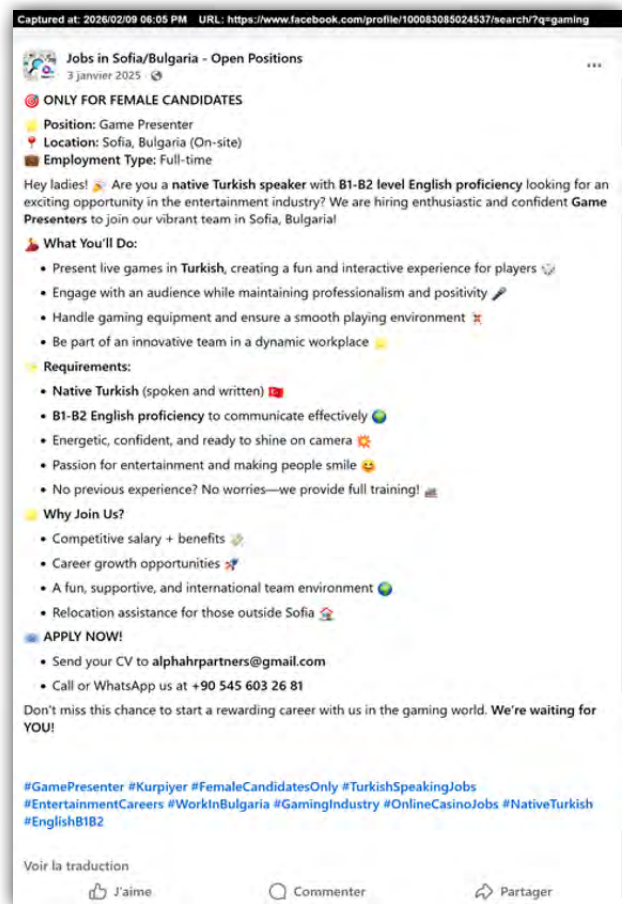 Captured at: 2026/02/09 06:05 PM URL: https://www.facebook.com/profile/100083085024537/search/?q=gaming
Jobs in Sofia/Bulgaria - Open Positions
3 janvier 2025 ·
🎯 ONLY FOR FEMALE CANDIDATES
Position: Game Presenter
📍 Location: Sofia, Bulgaria (On-site)
💼 Employment Type: Full-time
Hey ladies! 🎉 Are you a native Turkish speaker with B1-B2 level English proficiency looking for an
exciting opportunity in the entertainment industry? We are hiring enthusiastic and confident Game
Presenters to join our vibrant team in Sofia, Bulgaria!
💃 What You'll Do:
• Present live games in Turkish, creating a fun and interactive experience for players 🎲
• Engage with an audience while maintaining professionalism and positivity 🎤
• Handle gaming equipment and ensure a smooth playing environment 🃏
• Be part of an innovative team in a dynamic workplace 🌟
Requirements:
• Native Turkish (spoken and written) 🇹🇷
• B1-B2 English proficiency to communicate effectively 🌍
• Energetic, confident, and ready to shine on camera 💥
• Passion for entertainment and making people smile 😊
• No previous experience? No worries—we provide full training!
Why Join Us?
• Competitive salary + benefits 💸
• Career growth opportunities 🚀
• A fun, supportive, and international team environment 🌍
• Relocation assistance for those outside Sofia 🏠
APPLY NOW!
• Send your CV to alphahrpartners@gmail.com
• Call or WhatsApp us at +90 545 603 26 81
Don't miss this chance to start a rewarding career with us in the gaming world. We're waiting for
YOU!
#GamePresenter #Kurpiyer #FemaleCandidatesOnly #TurkishSpeakingJobs
#EntertainmentCareers #WorkInBulgaria #GamingIndustry #OnlineCasinoJobs #NativeTurkish
#EnglishB1B2
Voir la traduction
J'aime
Commenter
Partager